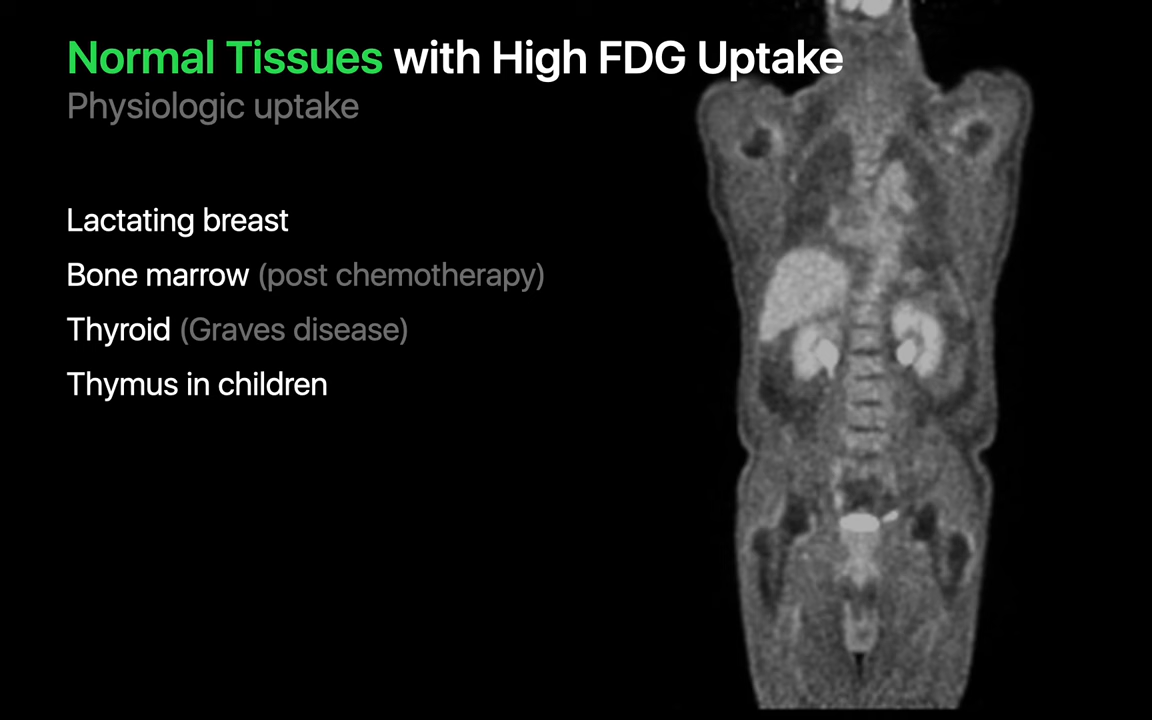 Normal Tissues with High FDG Uptake
Physiologic uptake
Lactating breast
Bone marrow (post chemotherapy)
Thyroid (Graves disease)
Thymus in children